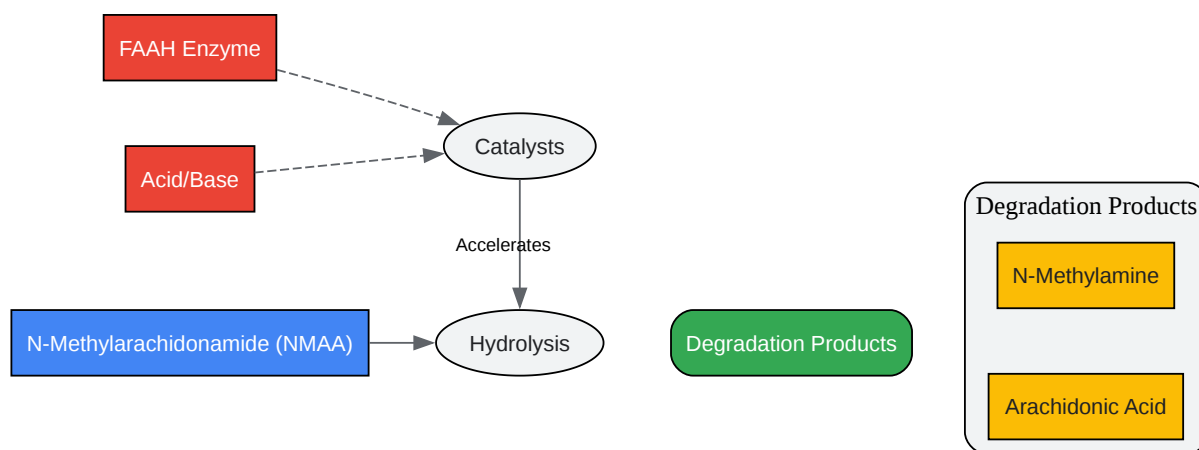 FAAH Enzyme
Acid/Base
Catalysts
Accelerates
N-Methylarachidonamide (NMAA)
Hydrolysis
Degradation Products
Degradation Products
N-Methylamine
Arachidonic Acid